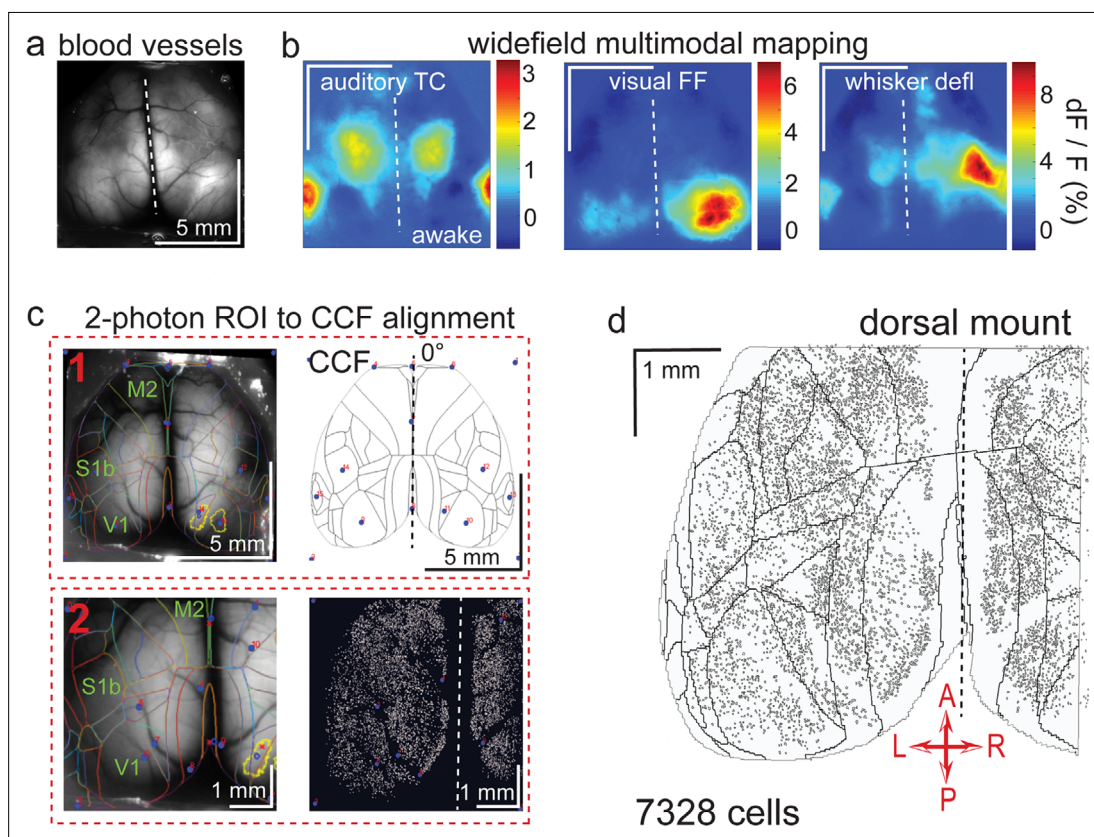 a blood vessels
5 mm
b widefield multimodal mapping
auditory TC
awake
3
2
1
0
visual FF
6
4
2
0
whisker defl
8
4
0
dF / F (%)
c 2-photon ROI to CCF alignment
1
M2
S1b
V1
5 mm
CCF
0°
5 mm
2
M2
S1b
V1
1 mm
1 mm
d dorsal mount
1 mm
A
L R
P
7328 cells